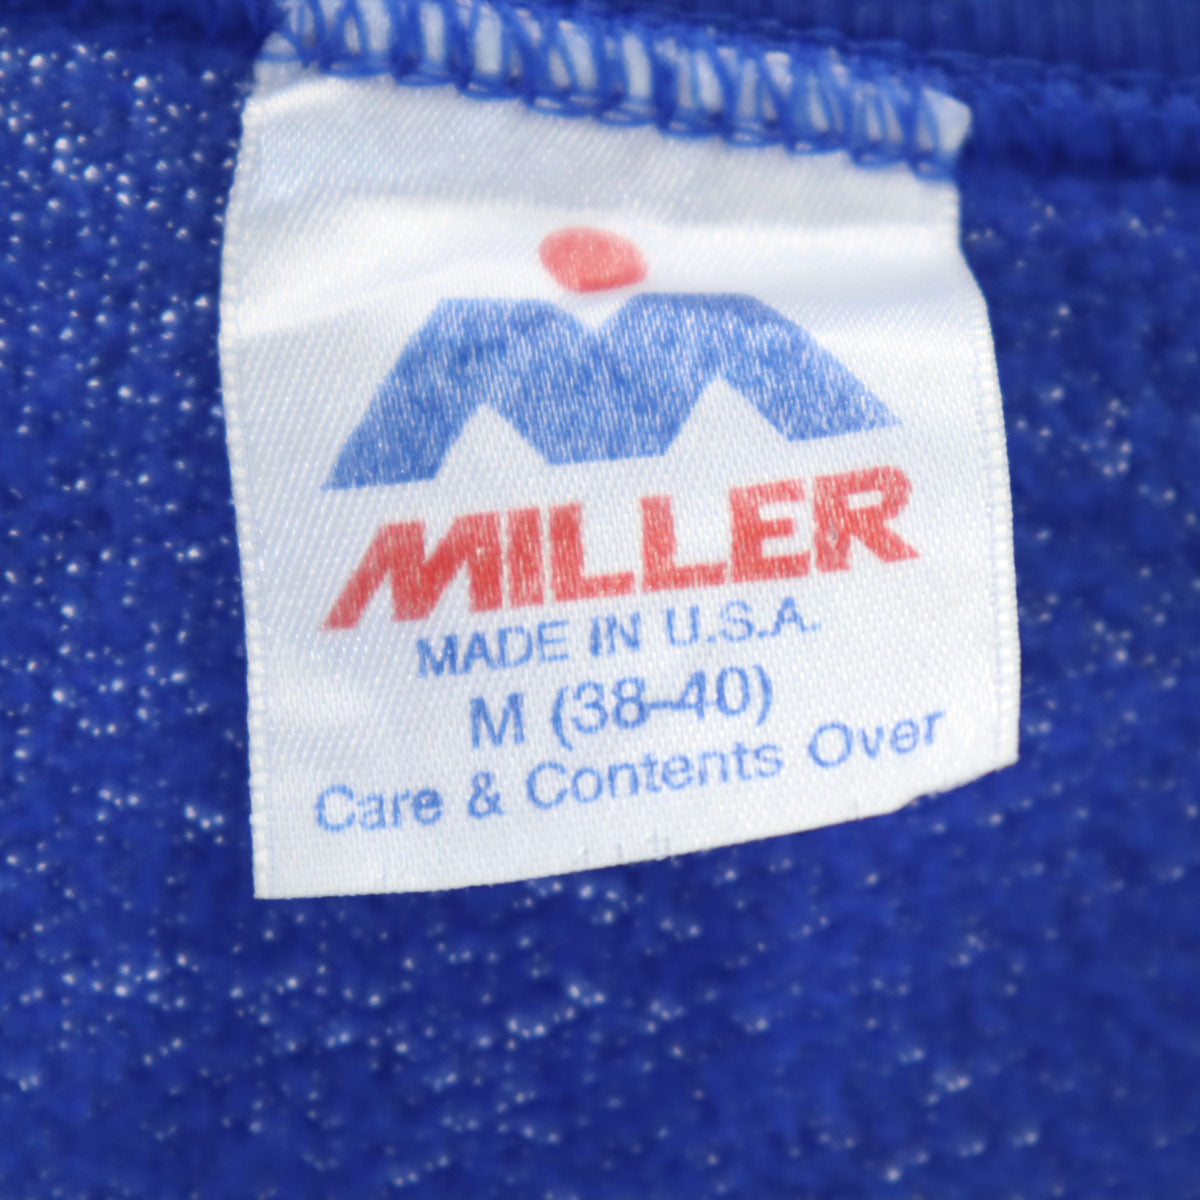 MILLER
MADE IN U.S.A.
M (38-40)
Care & Contents Over